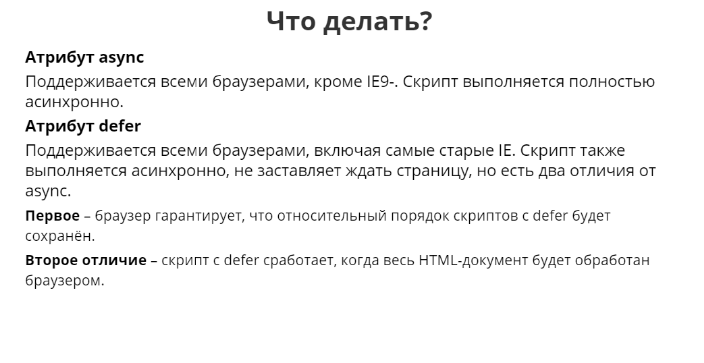 Что делать?
Атрибут async
Поддерживается всеми браузерами, кроме IE9-. Скрипт выполняется полностью
асинхронно.
Атрибут defer
Поддерживается всеми браузерами, включая самые старые IE. Скрипт также
выполняется асинхронно, не заставляет ждать страницу, но есть два отличия от
async.
Первое – браузер гарантирует, что относительный порядок скриптов с defer будет
сохранён.
Второе отличие – скрипт с defer сработает, когда весь HTML-документ будет обработан
браузером.